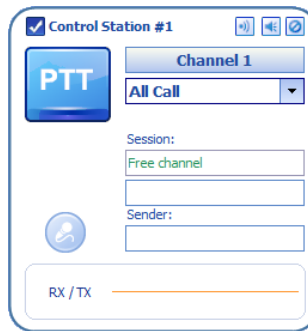 Control Station #1
PTT
Channel 1
All Call
Session:
Free channel
Sender:
RX / TX